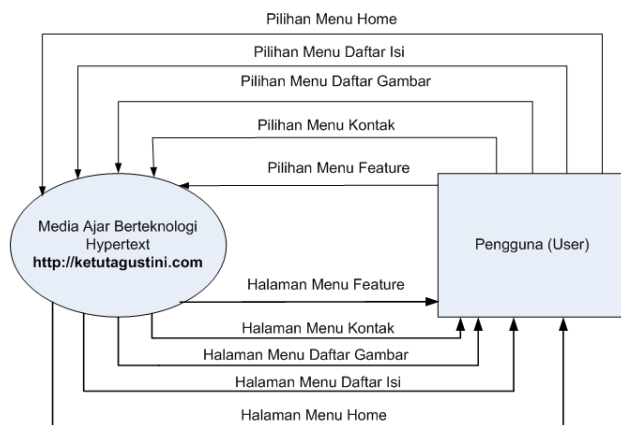 Pilihan Menu Home
Pilihan Menu Daftar Isi
Pilihan Menu Daftar Gambar
Pilihan Menu Kontak
Pilihan Menu Feature
Media Ajar Berteknologi
Hypertext
http://ketutagustini.com
Pengguna (User)
Halaman Menu Feature
Halaman Menu Kontak
Halaman Menu Daftar Gambar
Halaman Menu Daftar Isi
Halaman Menu Home